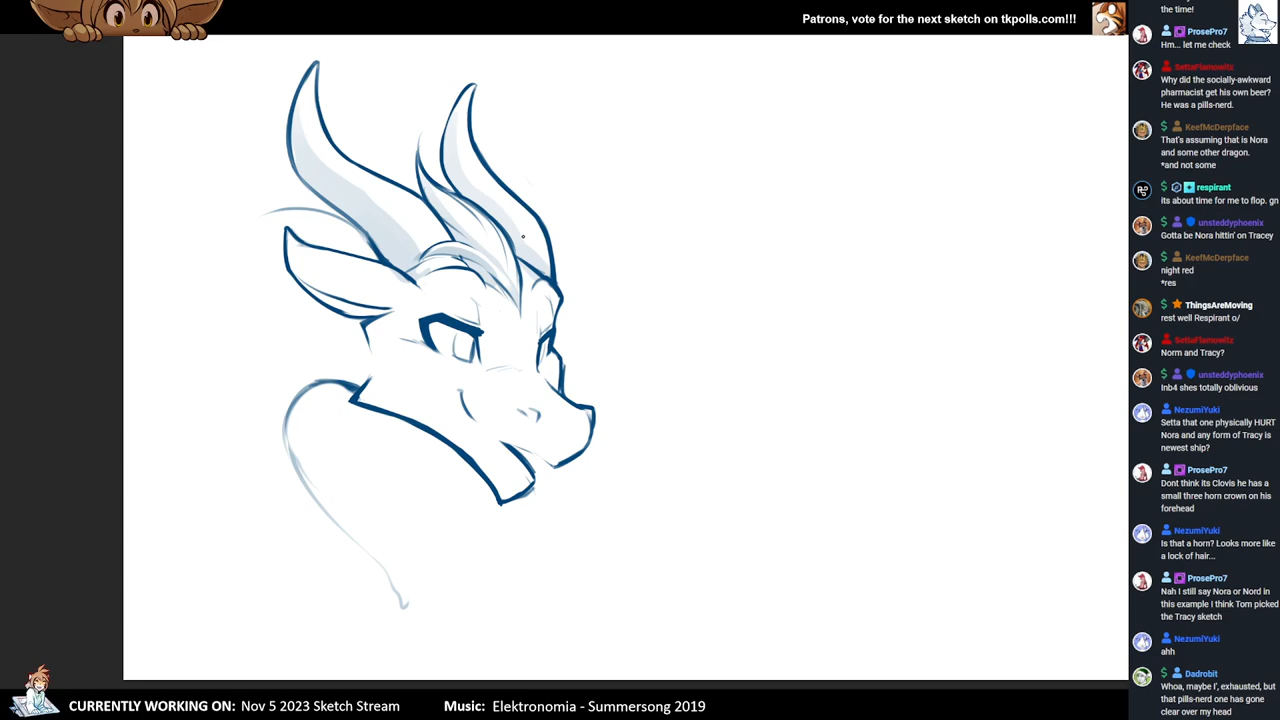 Patrons, vote for the next sketch on tkpolls.com!!!
the time!
ProsePro7
Hm... let me check
SettaFlamowitz
Why did the socially-awkward
pharmacist get his own beer?
He was a pills-nerd.
KeefMcDerpface
That's assuming that is Nora
and some other dragon.
*and not some
respirant
its about time for me to flop. gn
unsteddyphoenix
Gotta be Nora hittin' on Tracey
KeefMcDerpface
night red
*res
ThingsAreMoving
rest well Respirant o/
SettaFlamowitz
Norm and Tracy?
unsteddyphoenix
Inb4 shes totally oblivious
NezumiYuki
Setta that one physically HURT
Nora and any form of Tracy is
newest ship?
ProsePro7
Dont think its Clovis he has a
small three horn crown on his
forehead
NezumiYuki
Is that a horn? Looks more like
a lock of hair...
ProsePro7
Nah I still say Nora or Nord in
this example I think Tom picked
the Tracy sketch
NezumiYuki
ahh
Dadrobit
Whoa, maybe I', exhausted, but
that pills-nerd one has gone
clear over my head
CURRENTLY WORKING ON: Nov 5 2023 Sketch Stream
Music: Elektronomia - Summersong 2019